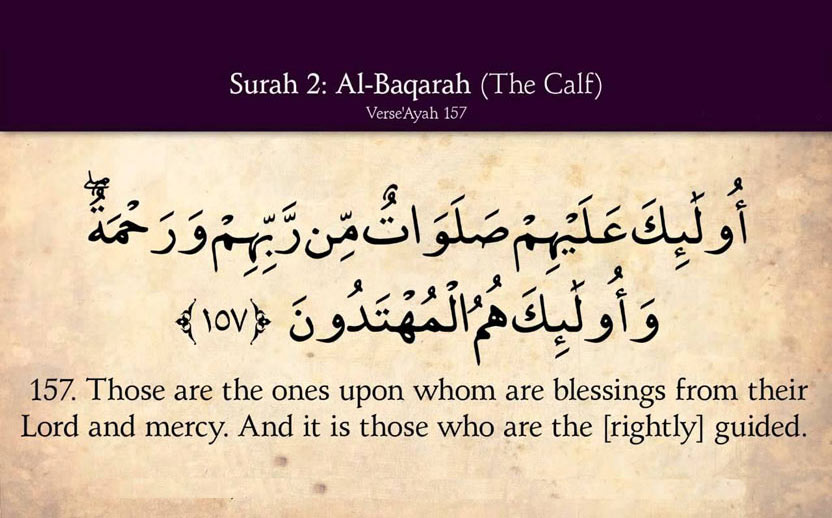 Surah 2: Al-Baqarah (The Calf)
Verse'Ayah 157
أُولَٰئِكَ عَلَيْهِمْ صَلَوَاتٌ مِّن رَّبِّهِمْ وَرَحْمَةٌ ۖ
وَأُولَٰئِكَ هُمُ الْمُهْتَدُونَ ﴿١٥٧﴾
157. Those are the ones upon whom are blessings from their
Lord and mercy. And it is those who are the [rightly] guided.